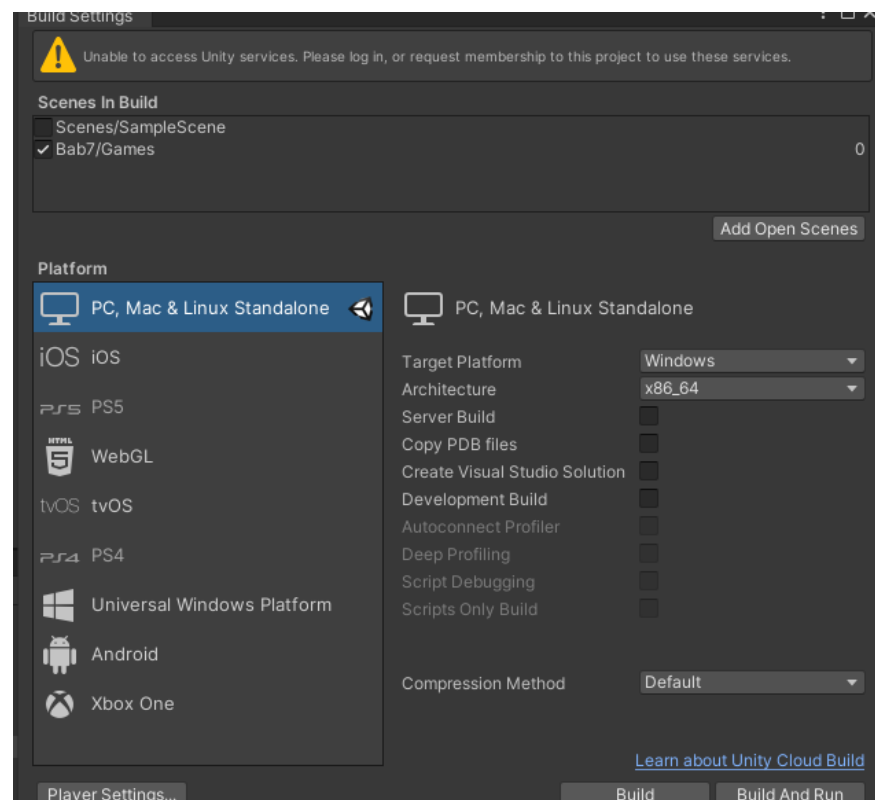 Build Settings
Unable to access Unity services. Please log in, or request membership to this project to use these services.
Scenes In Build
Scenes/SampleScene
Bab7/Games 0
Add Open Scenes
Platform
PC, Mac & Linux Standalone
iOS iOS
PS5 PS5
HTML 5 WebGL
tvOS tvOS
PS4 PS4
Universal Windows Platform
Android
Xbox One
PC, Mac & Linux Standalone
Target Platform Windows
Architecture x86_64
Server Build
Copy PDB files
Create Visual Studio Solution
Development Build
Autoconnect Profiler
Deep Profiling
Script Debugging
Scripts Only Build
Compression Method Default
Learn about Unity Cloud Build
Player Settings... Build Build And Run